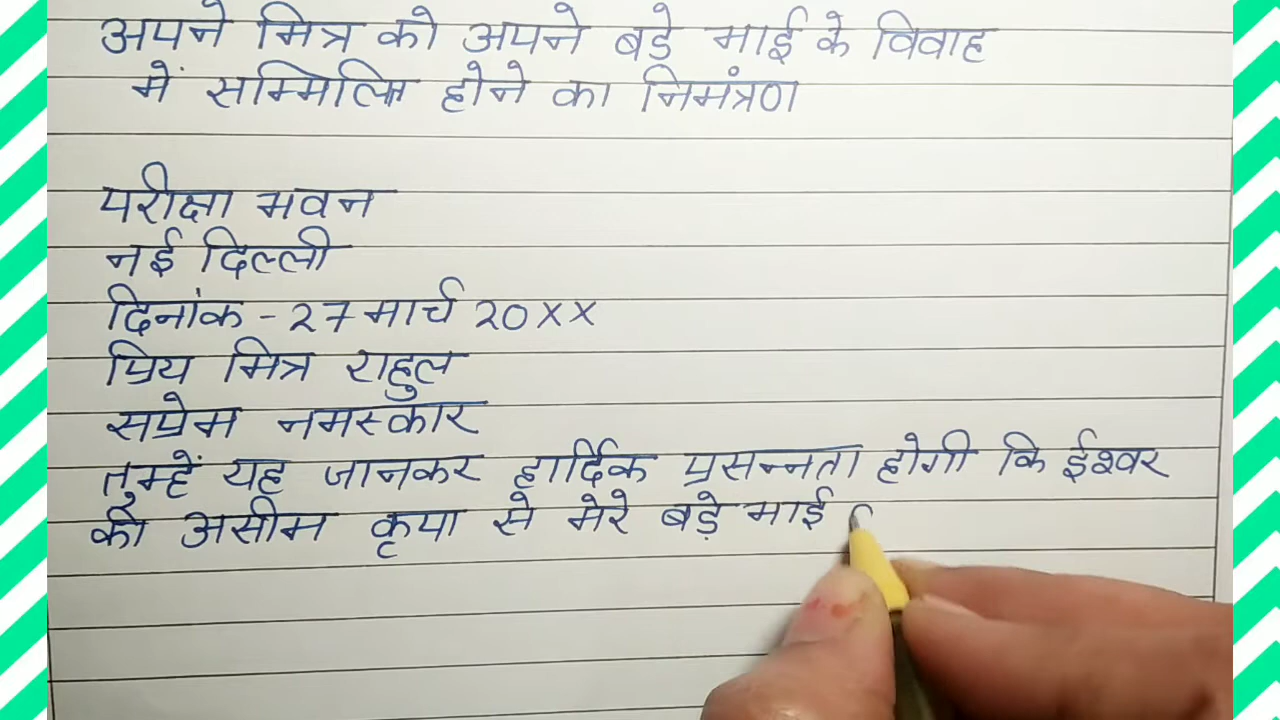 अपने मित्र को अपने बडे भाई के विवाह
में सम्मिलित होने का निमंत्रण
परीक्षा भवन
नई दिल्ली
दिनांक - 27 मार्च 20XX
प्रिय मित्र राहुल
सप्रेम नमस्कार
तुम्हें यह जानकर हार्दिक प्रसन्नता होगी कि ईश्वर
की असीम कृपा से मेरे बड़े भाई